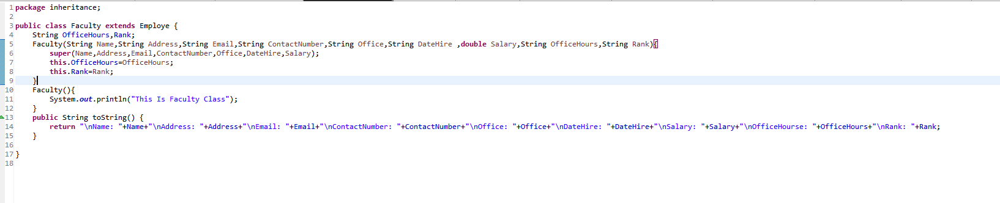 1 package inheritance;
2
3 public class Faculty extends Employe {
4     String OfficeHours,Rank;
5     Faculty(String Name,String Address,String Email,String ContactNumber,String Office,String DateHire ,double Salary,String OfficeHours,String Rank){
6         super(Name,Address,Email,ContactNumber,Office,DateHire,Salary);
7         this.OfficeHours=OfficeHours;
8         this.Rank=Rank;
9     }
10     Faculty(){
11         System.out.println("This Is Faculty Class");
12     }
13     public String toString() {
14         return "\nName: "+Name+"\nAddress: "+Address+"\nEmail: "+Email+"\nContactNumber: "+ContactNumber+"\nOffice: "+Office+"\nDateHire: "+DateHire+"\nSalary: "+Salary+"\nOfficeHourse: "+OfficeHours+"\nRank: "+Rank;
15     }
16
17 }
18